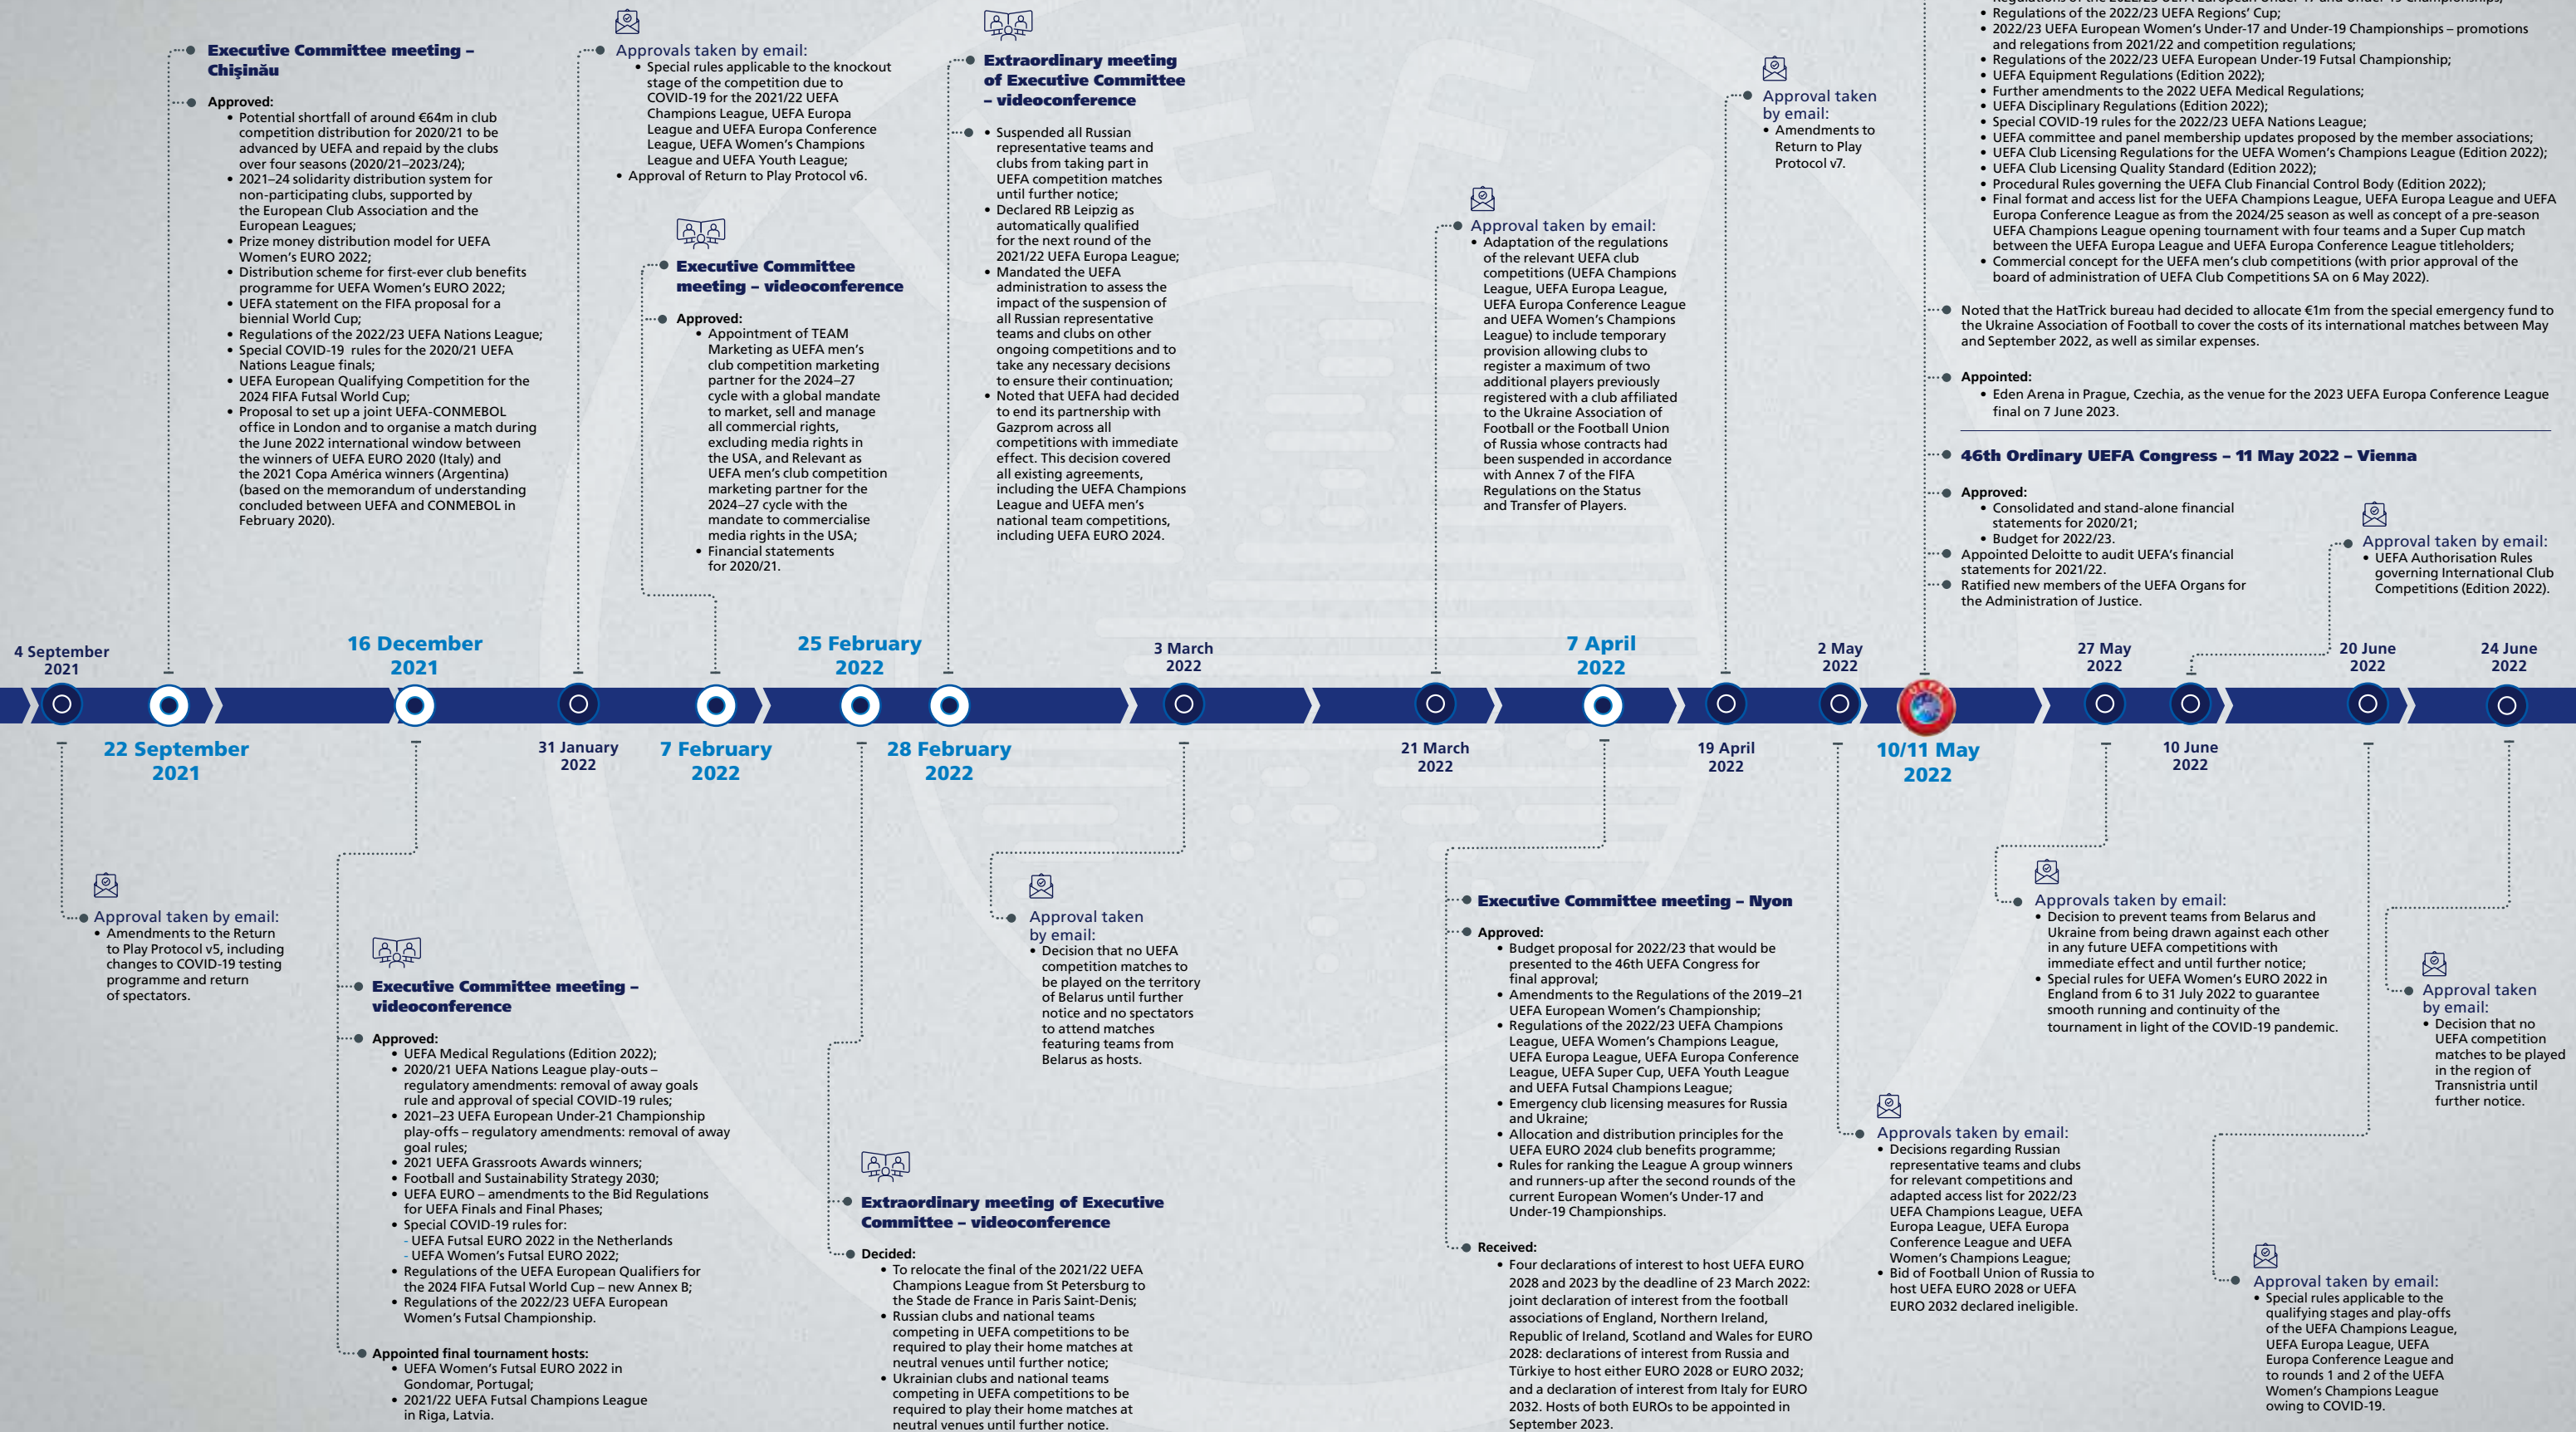 Executive Committee meeting –
Chişinău
Approved:
• Potential shortfall of around €64m in club
competition distribution for 2020/21 to be
advanced by UEFA and repaid by the clubs
over four seasons (2020/21–2023/24);
• 2021–24 solidarity distribution system for
non-participating clubs, supported by
the European Club Association and the
European Leagues;
• Prize money distribution model for UEFA
Women's EURO 2022;
• Distribution scheme for first-ever club benefits
programme for UEFA Women's EURO 2022;
• UEFA statement on the FIFA proposal for a
biennial World Cup;
• Regulations of the 2022/23 UEFA Nations League;
• Special COVID-19 rules for the 2020/21 UEFA
Nations League finals;
• UEFA European Qualifying Competition for the
2024 FIFA Futsal World Cup;
• Proposal to set up a joint UEFA-CONMEBOL
office in London and to organise a match during
the June 2022 international window between
the winners of UEFA EURO 2020 (Italy) and
the 2021 Copa América winners (Argentina)
(based on the memorandum of understanding
concluded between UEFA and CONMEBOL in
February 2020).
Approvals taken by email:
• Special rules applicable to the knockout
stage of the competition due to
COVID-19 for the 2021/22 UEFA
Champions League, UEFA Europa
League and UEFA Europa Conference
League, UEFA Women's Champions
League and UEFA Youth League;
• Approval of Return to Play Protocol v6.
Executive Committee
meeting – videoconference
Approved:
• Appointment of TEAM
Marketing as UEFA men's
club competition marketing
partner for the 2024–27
cycle with a global mandate
to market, sell and manage
all commercial rights,
excluding media rights in
the USA, and Relevant as
UEFA men's club competition
marketing partner for the
2024–27 cycle with the
mandate to commercialise
media rights in the USA;
• Financial statements
for 2020/21.
Extraordinary meeting
of Executive Committee
– videoconference
• Suspended all Russian
representative teams and
clubs from taking part in
UEFA competition matches
until further notice;
• Declared RB Leipzig as
automatically qualified
for the next round of the
2021/22 UEFA Europa League;
• Mandated the UEFA
administration to assess the
impact of the suspension of
all Russian representative
teams and clubs on other
ongoing competitions and to
take any necessary decisions
to ensure their continuation;
• Noted that UEFA had decided
to end its partnership with
Gazprom across all
competitions with immediate
effect. This decision covered
all existing agreements,
including the UEFA Champions
League and UEFA men's
national team competitions,
including UEFA EURO 2024.
Approval taken by email:
• Adaptation of the regulations
of the relevant UEFA club
competitions (UEFA Champions
League, UEFA Europa League,
UEFA Europa Conference League
and UEFA Women's Champions
League) to include temporary
provision allowing clubs to
register a maximum of two
additional players previously
registered with a club affiliated
to the Ukraine Association of
Football or the Football Union
of Russia whose contracts had
been suspended in accordance
with Annex 7 of the FIFA
Regulations on the Status
and Transfer of Players.
Approval taken
by email:
• Amendments to
Return to Play
Protocol v7.
Regulations of the 2022/23 UEFA European Under-17 and Under-19 Championships;
• Regulations of the 2022/23 UEFA Regions' Cup;
• 2022/23 UEFA European Women's Under-17 and Under-19 Championships – promotions
and relegations from 2021/22 and competition regulations;
• Regulations of the 2022/23 UEFA European Under-19 Futsal Championship;
• UEFA Equipment Regulations (Edition 2022);
• Further amendments to the 2022 UEFA Medical Regulations;
• UEFA Disciplinary Regulations (Edition 2022);
• Special COVID-19 rules for the 2022/23 UEFA Nations League;
• UEFA committee and panel membership updates proposed by the member associations;
• UEFA Club Licensing Regulations for the UEFA Women's Champions League (Edition 2022);
• UEFA Club Licensing Quality Standard (Edition 2022);
• Procedural Rules governing the UEFA Club Financial Control Body (Edition 2022);
• Final format and access list for the UEFA Champions League, UEFA Europa League and UEFA
Europa Conference League as from the 2024/25 season as well as concept of a pre-season
UEFA Champions League opening tournament with four teams and a Super Cup match
between the UEFA Europa League and UEFA Europa Conference League titleholders;
• Commercial concept for the UEFA men's club competitions (with prior approval of the
board of administration of UEFA Club Competitions SA on 6 May 2022).
Noted that the HatTrick bureau had decided to allocate €1m from the special emergency fund to
the Ukraine Association of Football to cover the costs of its international matches between May
and September 2022, as well as similar expenses.
Appointed:
• Eden Arena in Prague, Czechia, as the venue for the 2023 UEFA Europa Conference League
final on 7 June 2023.
46th Ordinary UEFA Congress – 11 May 2022 – Vienna
Approved:
• Consolidated and stand-alone financial
statements for 2020/21;
• Budget for 2022/23.
Appointed Deloitte to audit UEFA's financial
statements for 2021/22.
Ratified new members of the UEFA Organs for
the Administration of Justice.
Approval taken by email:
• UEFA Authorisation Rules
governing International Club
Competitions (Edition 2022).
4 September
2021
16 December
2021
25 February
2022
3 March
2022
7 April
2022
2 May
2022
27 May
2022
20 June
2022
24 June
2022
UEFA
22 September
2021
31 January
2022
7 February
2022
28 February
2022
21 March
2022
19 April
2022
10/11 May
2022
10 June
2022
Approval taken by email:
• Amendments to the Return
to Play Protocol v5, including
changes to COVID-19 testing
programme and return
of spectators.
Executive Committee meeting –
videoconference
Approved:
• UEFA Medical Regulations (Edition 2022);
• 2020/21 UEFA Nations League play-outs –
regulatory amendments: removal of away goals
rule and approval of special COVID-19 rules;
• 2021–23 UEFA European Under-21 Championship
play-offs – regulatory amendments: removal of away
goal rules;
• 2021 UEFA Grassroots Awards winners;
• Football and Sustainability Strategy 2030;
• UEFA EURO – amendments to the Bid Regulations
for UEFA Finals and Final Phases;
• Special COVID-19 rules for:
- UEFA Futsal EURO 2022 in the Netherlands
- UEFA Women's Futsal EURO 2022;
• Regulations of the UEFA European Qualifiers for
the 2024 FIFA Futsal World Cup – new Annex B;
• Regulations of the 2022/23 UEFA European
Women's Futsal Championship.
Appointed final tournament hosts:
• UEFA Women's Futsal EURO 2022 in
Gondomar, Portugal;
• 2021/22 UEFA Futsal Champions League
in Riga, Latvia.
Extraordinary meeting of Executive
Committee – videoconference
Decided:
• To relocate the final of the 2021/22 UEFA
Champions League from St Petersburg to
the Stade de France in Paris Saint-Denis;
• Russian clubs and national teams
competing in UEFA competitions to be
required to play their home matches at
neutral venues until further notice;
• Ukrainian clubs and national teams
competing in UEFA competitions to be
required to play their home matches at
neutral venues until further notice.
Approval taken
by email:
• Decision that no UEFA
competition matches to
be played on the territory
of Belarus until further
notice and no spectators
to attend matches
featuring teams from
Belarus as hosts.
Executive Committee meeting – Nyon
Approved:
• Budget proposal for 2022/23 that would be
presented to the 46th UEFA Congress for
final approval;
• Amendments to the Regulations of the 2019–21
UEFA European Women's Championship;
• Regulations of the 2022/23 UEFA Champions
League, UEFA Women's Champions League,
UEFA Europa League, UEFA Europa Conference
League, UEFA Super Cup, UEFA Youth League
and UEFA Futsal Champions League;
• Emergency club licensing measures for Russia
and Ukraine;
• Allocation and distribution principles for the
UEFA EURO 2024 club benefits programme;
• Rules for ranking the League A group winners
and runners-up after the second rounds of the
current European Women's Under-17 and
Under-19 Championships.
Received:
• Four declarations of interest to host UEFA EURO
2028 and 2023 by the deadline of 23 March 2022:
joint declaration of interest from the football
associations of England, Northern Ireland,
Republic of Ireland, Scotland and Wales for EURO
2028: declarations of interest from Russia and
Türkiye to host either EURO 2028 or EURO 2032;
and a declaration of interest from Italy for EURO
2032. Hosts of both EUROs to be appointed in
September 2023.
Approvals taken by email:
• Decisions regarding Russian
representative teams and clubs
for relevant competitions and
adapted access list for 2022/23
UEFA Champions League, UEFA
Europa League, UEFA Europa
Conference League and UEFA
Women's Champions League;
• Bid of Football Union of Russia to
host UEFA EURO 2028 or UEFA
EURO 2032 declared ineligible.
Approvals taken by email:
• Decision to prevent teams from Belarus and
Ukraine from being drawn against each other
in any future UEFA competitions with
immediate effect and until further notice;
• Special rules for UEFA Women's EURO 2022 in
England from 6 to 31 July 2022 to guarantee
smooth running and continuity of the
tournament in light of the COVID-19 pandemic.
Approval taken by email:
• Special rules applicable to the
qualifying stages and play-offs
of the UEFA Champions League,
UEFA Europa League, UEFA
Europa Conference League and
to rounds 1 and 2 of the UEFA
Women's Champions League
owing to COVID-19.
Approval taken
by email:
• Decision that no
UEFA competition
matches to be played
in the region of
Transnistria until
further notice.